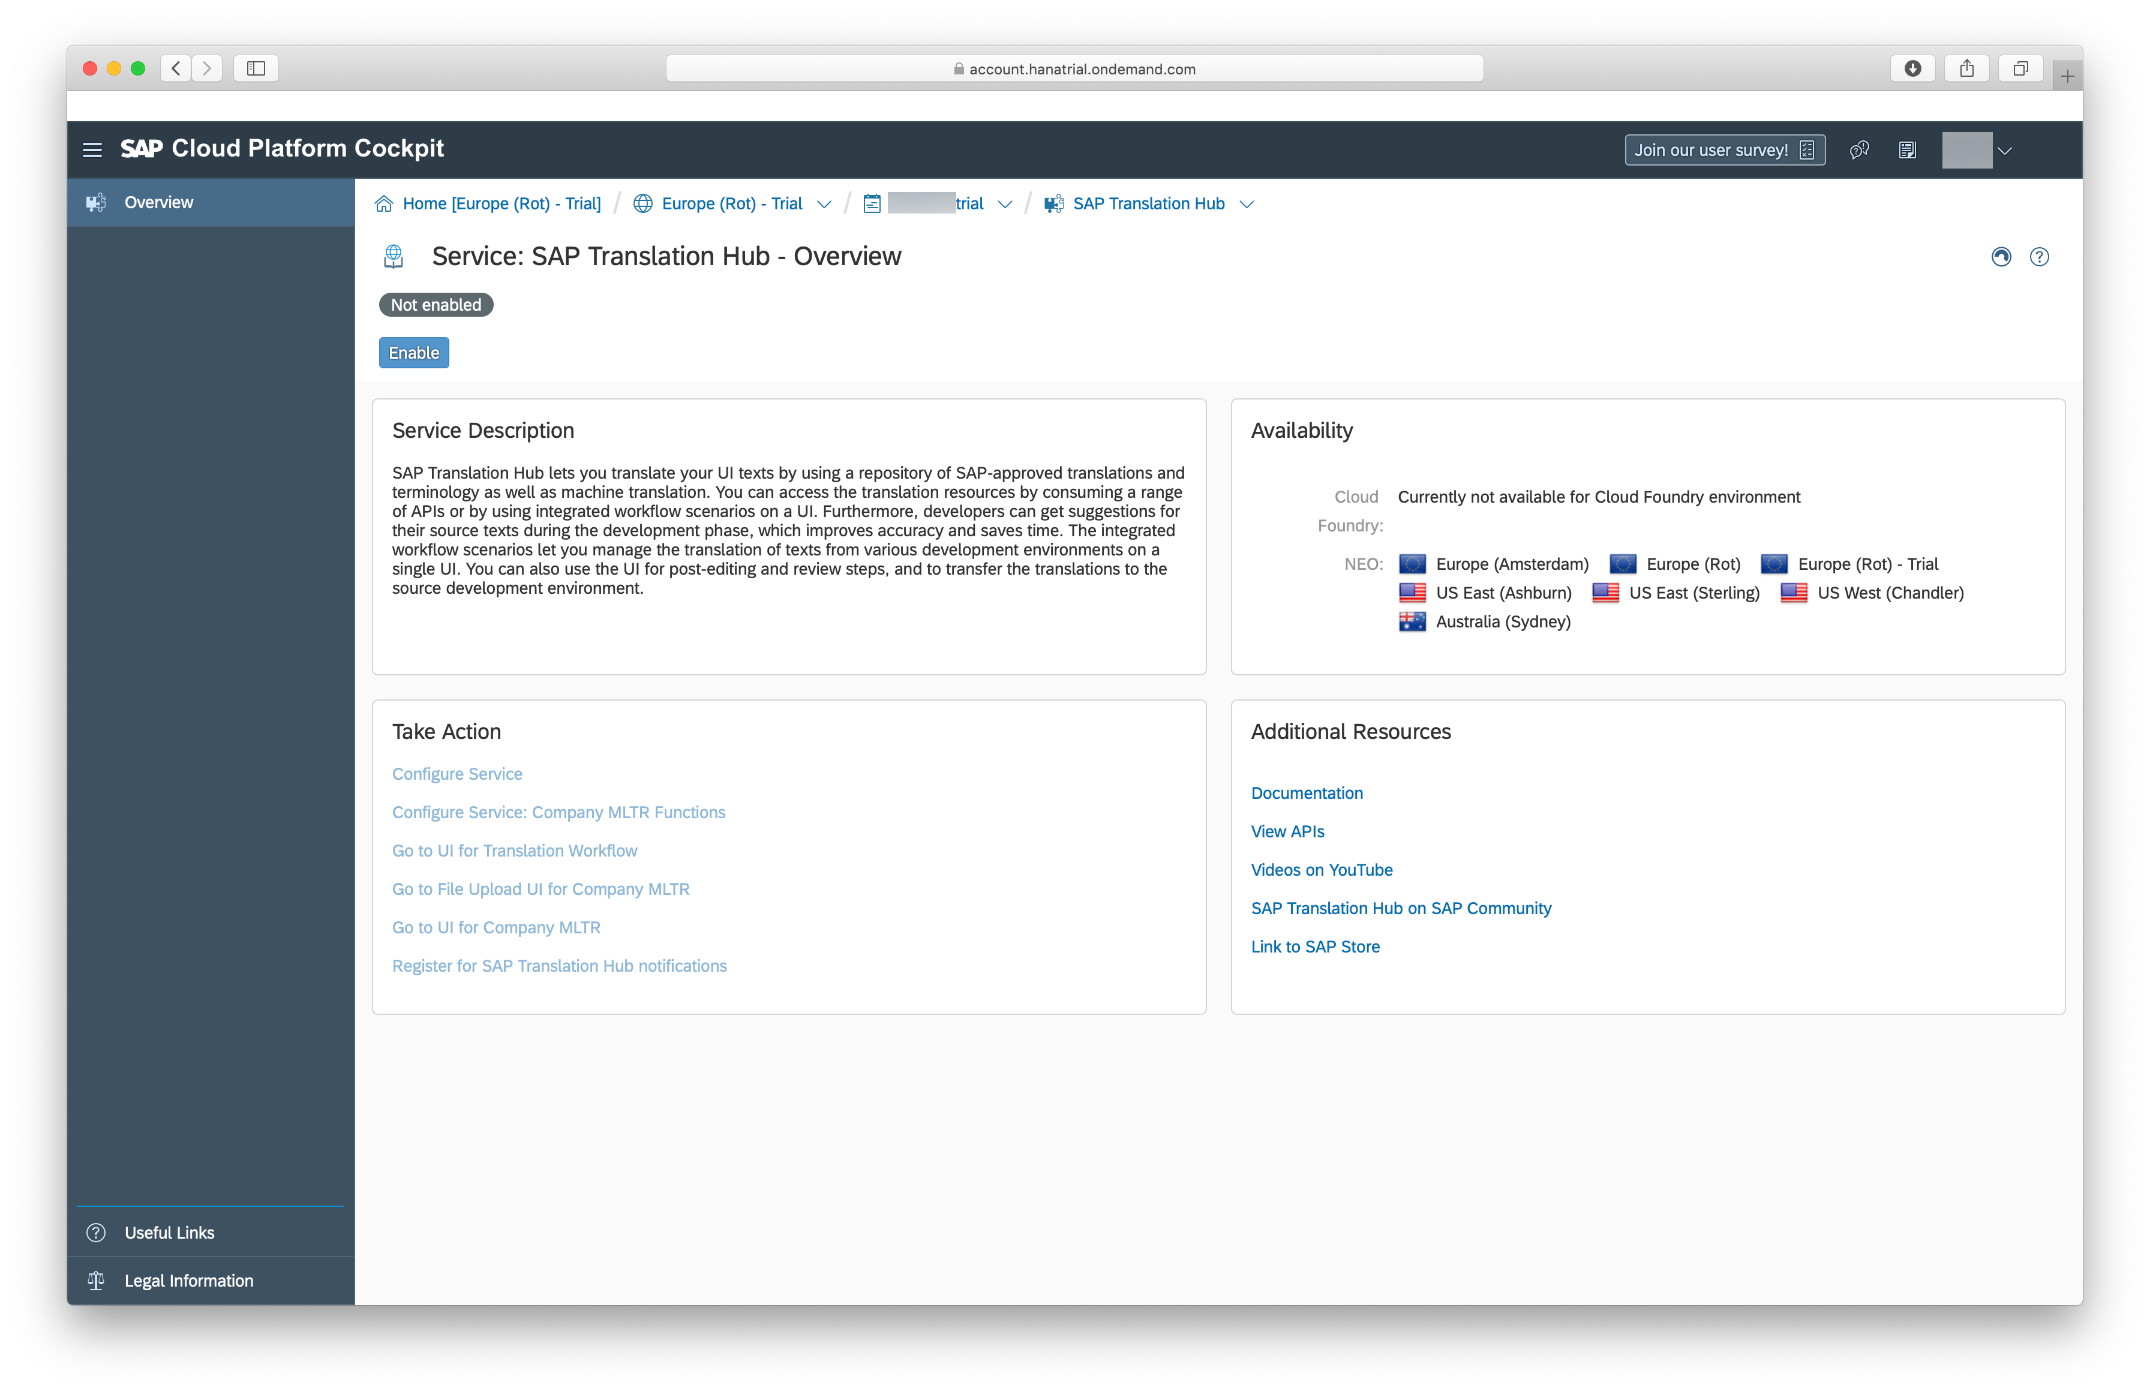 account.hanatrial.ondemand.com
SAP Cloud Platform Cockpit
Join our user survey!
Overview
Home [Europe (Rot) - Trial] / Europe (Rot) - Trial / trial / SAP Translation Hub
Service: SAP Translation Hub - Overview
Not enabled
Enable
Service Description
SAP Translation Hub lets you translate your UI texts by using a repository of SAP-approved translations and
terminology as well as machine translation. You can access the translation resources by consuming a range
of APIs or by using integrated workflow scenarios on a UI. Furthermore, developers can get suggestions for
their source texts during the development phase, which improves accuracy and saves time. The integrated
workflow scenarios let you manage the translation of texts from various development environments on a
single UI. You can also use the UI for post-editing and review steps, and to transfer the translations to the
source development environment.
Availability
Cloud Foundry: Currently not available for Cloud Foundry environment
NEO: Europe (Amsterdam) Europe (Rot) Europe (Rot) - Trial
US East (Ashburn) US East (Sterling) US West (Chandler)
Australia (Sydney)
Take Action
Configure Service
Configure Service: Company MLTR Functions
Go to UI for Translation Workflow
Go to File Upload UI for Company MLTR
Go to UI for Company MLTR
Register for SAP Translation Hub notifications
Additional Resources
Documentation
View APIs
Videos on YouTube
SAP Translation Hub on SAP Community
Link to SAP Store
Useful Links
Legal Information